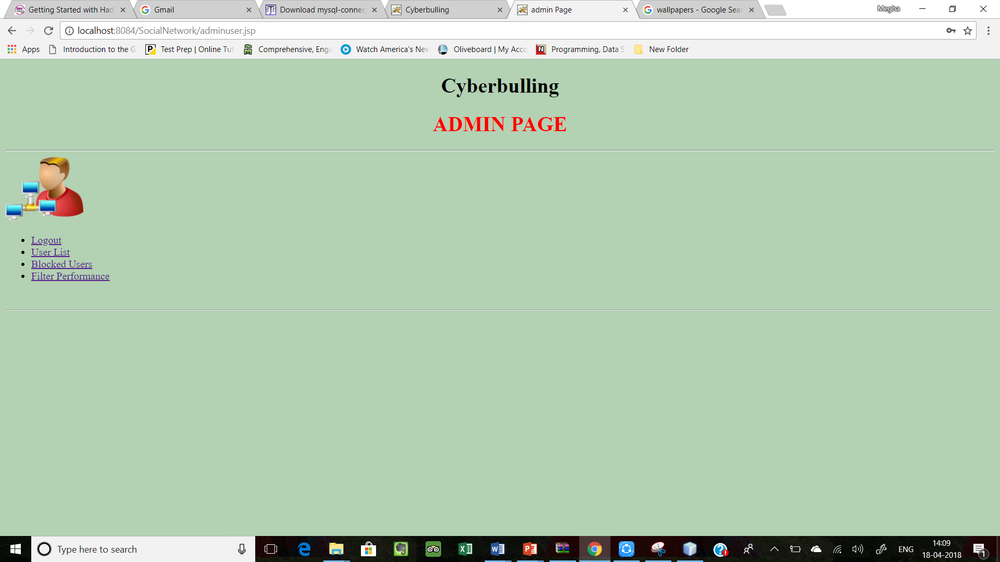 Getting Started with Had
Gmail
Download mysql-connec
Cyberbulling
admin Page
wallpapers - Google Sear
Megha
localhost:8084/SocialNetwork/adminuser.jsp
Apps
Introduction to the G
Test Prep | Online Tut
Comprehensive, Enga
Watch America's Nex
Oliveboard | My Acco
Programming, Data S
New Folder
Cyberbulling
ADMIN PAGE
Logout
User List
Blocked Users
Filter Performance
Type here to search
ENG
14:09
18-04-2018
1